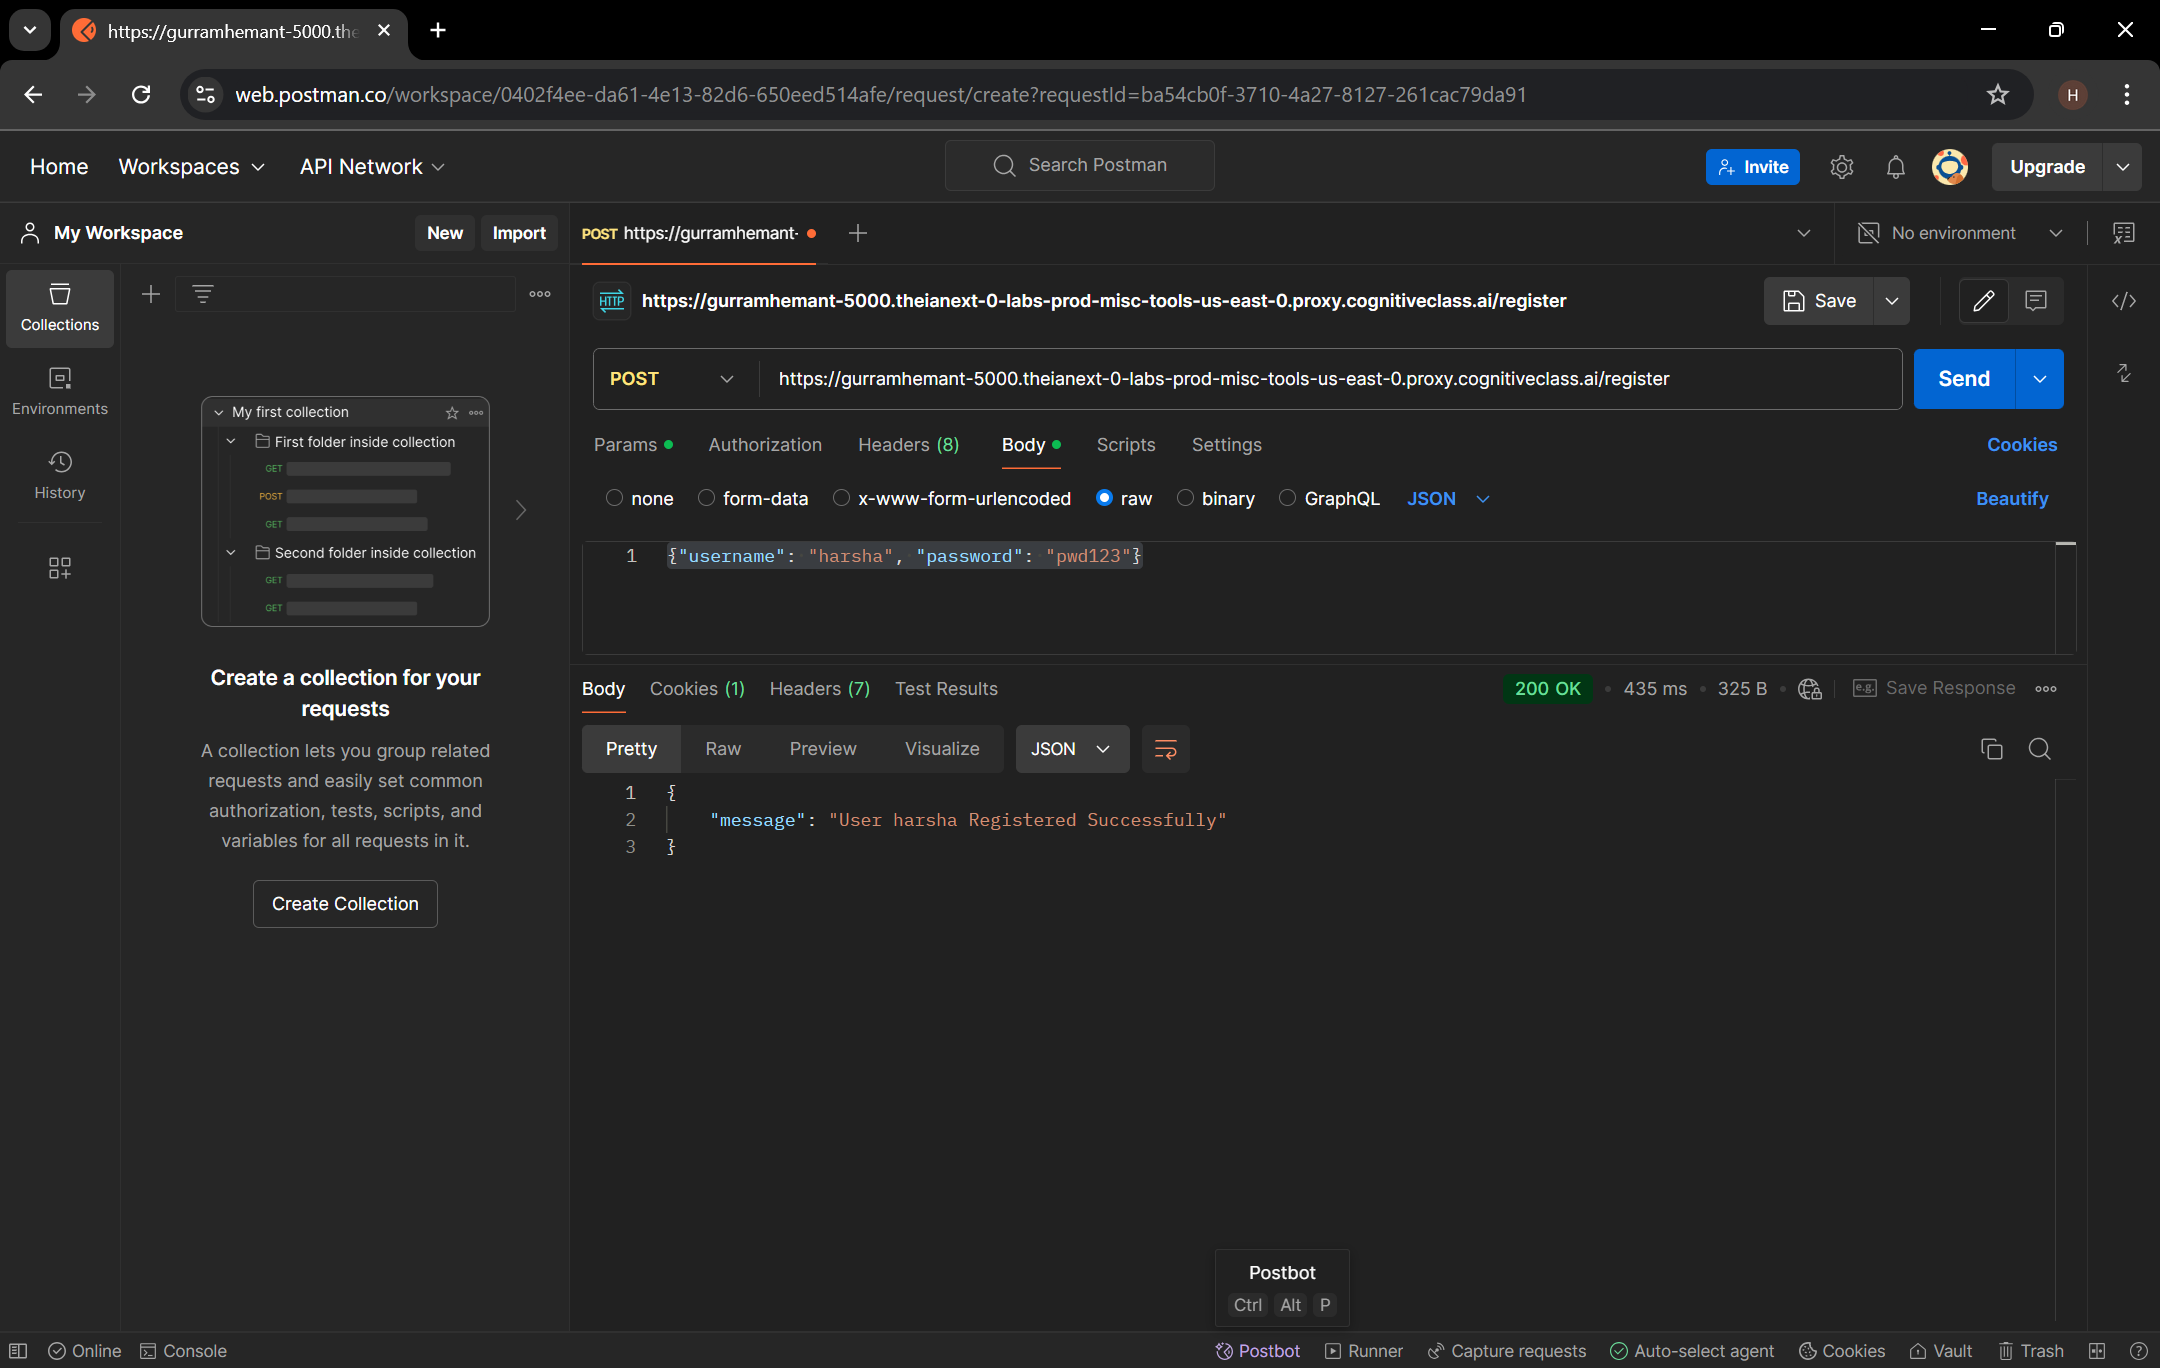 https://gurramhemant-5000.the
web.postman.co/workspace/0402f4ee-da61-4e13-82d6-650eed514afe/request/create?requestId=ba54cb0f-3710-4a27-8127-261cac79da91
H
Home Workspaces API Network Search Postman Invite Upgrade
My Workspace New Import POST https://gurramhemant- No environment
HTTP https://gurramhemant-5000.theianext-0-labs-prod-misc-tools-us-east-0.proxy.cognitiveclass.ai/register Save
Collections
Environments
History
POST https://gurramhemant-5000.theianext-0-labs-prod-misc-tools-us-east-0.proxy.cognitiveclass.ai/register Send
Params Authorization Headers (8) Body Scripts Settings Cookies
none form-data x-www-form-urlencoded raw binary GraphQL JSON Beautify
1 {"username": "harsha", "password": "pwd123"}
My first collection
First folder inside collection
GET
POST
GET
Second folder inside collection
GET
GET
Create a collection for your
requests
A collection lets you group related
requests and easily set common
authorization, tests, scripts, and
variables for all requests in it.
Create Collection
Body Cookies (1) Headers (7) Test Results 200 OK 435 ms 325 B e.g. Save Response
Pretty Raw Preview Visualize JSON
1 {
2 "message": "User harsha Registered Successfully"
3 }
Postbot
Ctrl Alt P
Online Console Postbot Runner Capture requests Auto-select agent Cookies Vault Trash